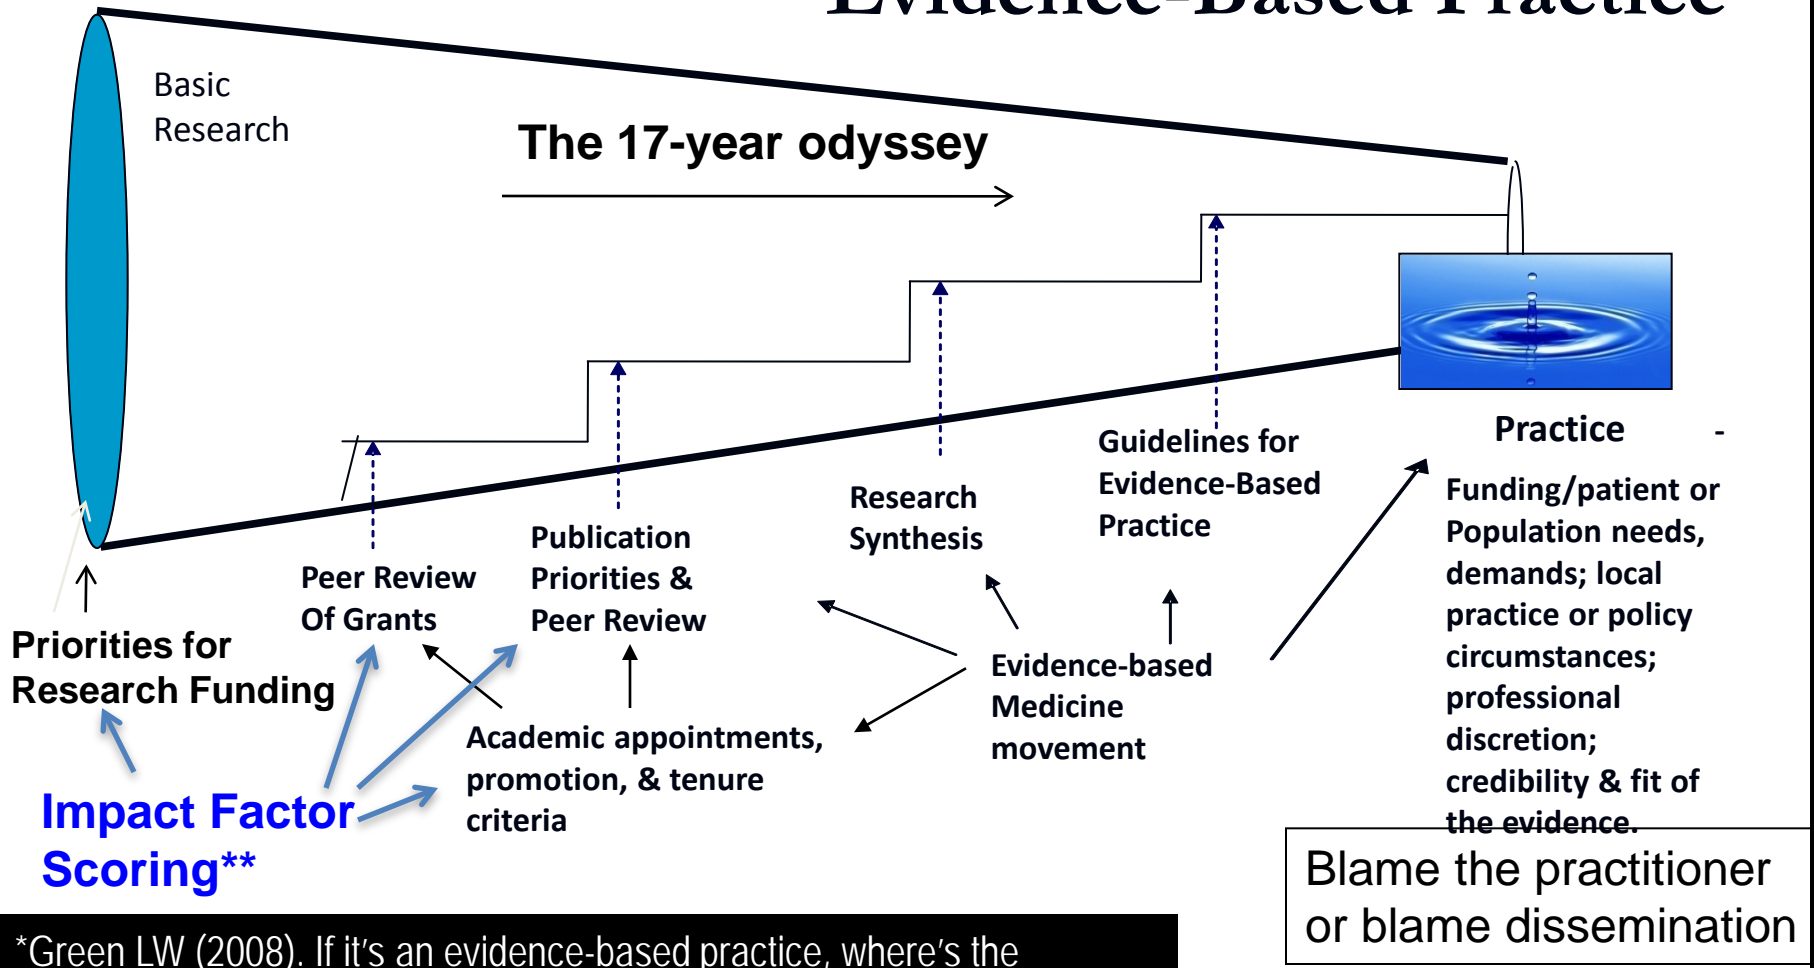 Evidence-Based Practice
Basic
Research
The 17-year odyssey
Practice -
Guidelines for
Evidence-Based
Practice
Research
Synthesis
Publication
Priorities &
Peer Review
Peer Review
Of Grants
Priorities for
Research Funding
Funding/patient or
Population needs,
demands; local
practice or policy
circumstances;
professional
discretion;
credibility & fit of
the evidence.
Evidence-based
Medicine
movement
Academic appointments,
promotion, & tenure
criteria
Impact Factor
Scoring**
Blame the practitioner
or blame dissemination
*Green LW (2008). If it's an evidence-based practice, where's the